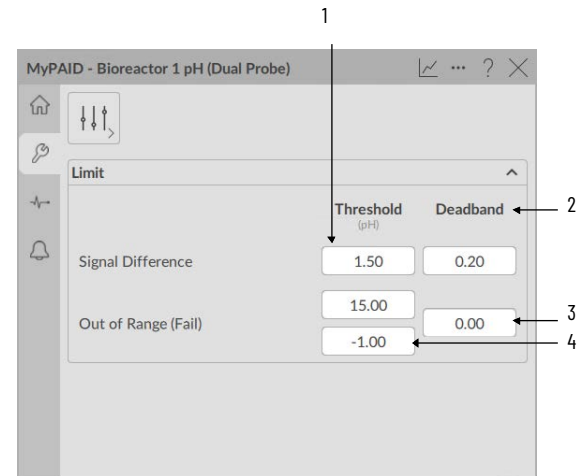 1
MyPAID - Bioreactor 1 pH (Dual Probe) ... ?
Limit
Threshold Deadband 2
(pH)
Signal Difference 1.50 0.20
15.00
Out of Range (Fail) 0.00 3
-1.00 4